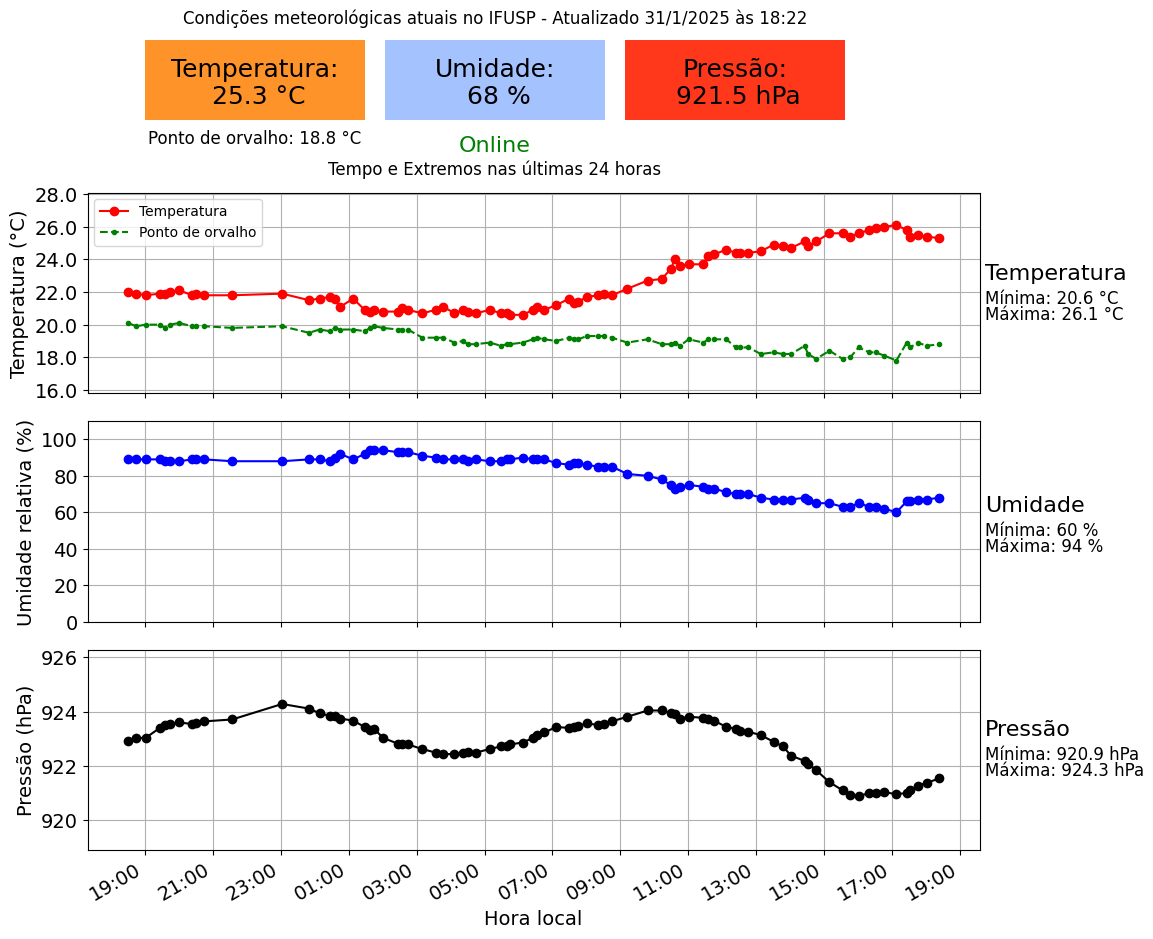 Condições meteorológicas atuais no IFUSP - Atualizado 31/1/2025 às 18:22
Temperatura:
25.3 °C
Umidade:
68 %
Pressão:
921.5 hPa
Ponto de orvalho: 18.8 °C
Online
Tempo e Extremos nas últimas 24 horas
Temperatura (°C)
28.0
26.0
24.0
22.0
20.0
18.0
16.0
Temperatura
Ponto de orvalho
Temperatura
Mínima: 20.6 °C
Máxima: 26.1 °C
Umidade relativa (%)
100
80
60
40
20
0
Umidade
Mínima: 60 %
Máxima: 94 %
Pressão (hPa)
926
924
922
920
Pressão
Mínima: 920.9 hPa
Máxima: 924.3 hPa
19:00
21:00
23:00
01:00
03:00
05:00
07:00
09:00
11:00
13:00
15:00
17:00
19:00
Hora local